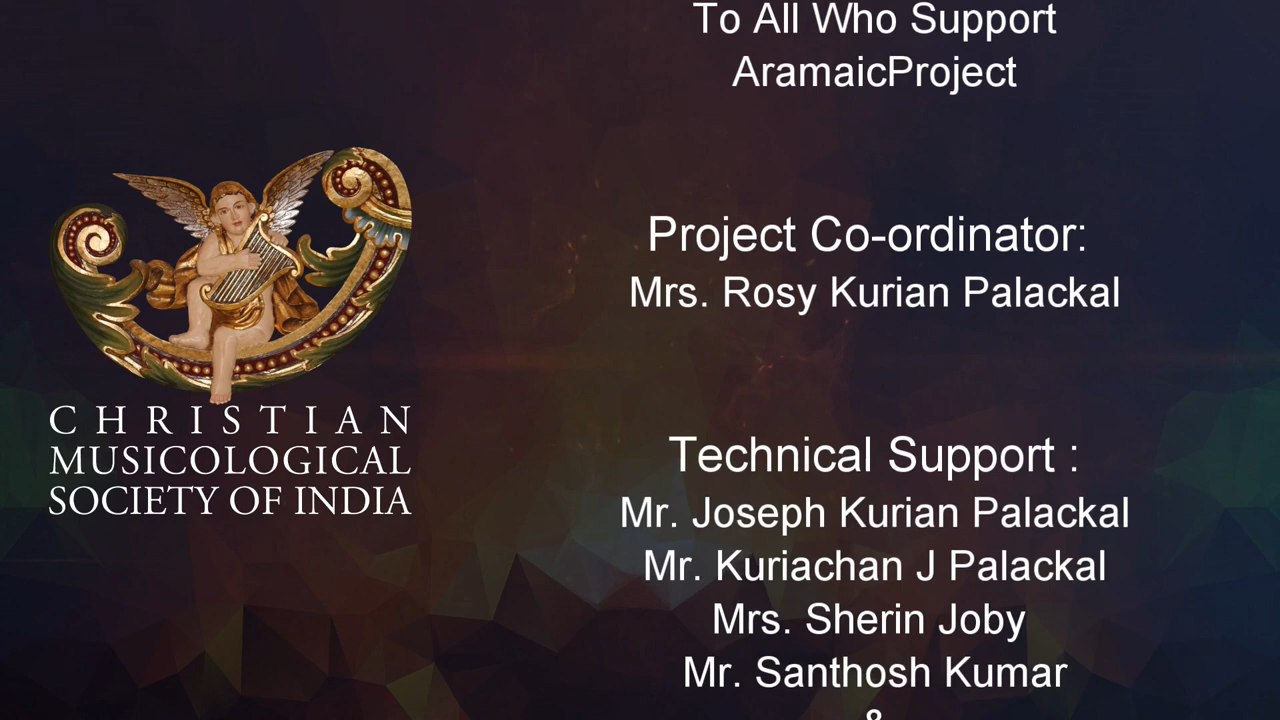 To All Who Support
AramaicProject
Project Co-ordinator:
Mrs. Rosy Kurian Palackal
Technical Support :
Mr. Joseph Kurian Palackal
Mr. Kuriachan J Palackal
Mrs. Sherin Joby
Mr. Santhosh Kumar
&
CHRISTIAN
MUSICOLOGICAL
SOCIETY OF INDIA